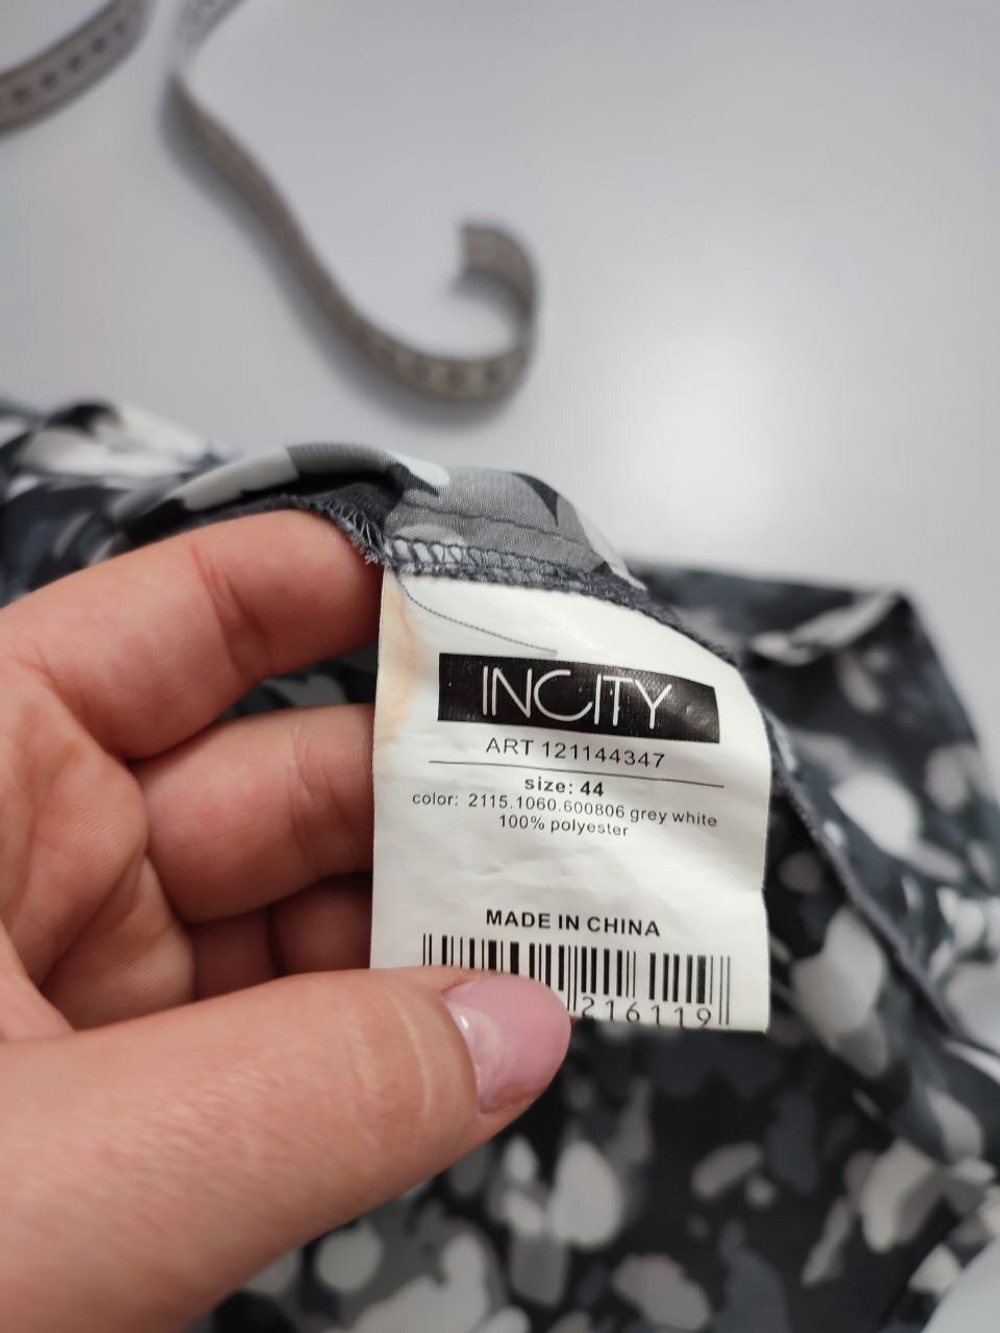 INCITY
ART 121144347
size: 44
color: 2115.1060.600806 grey white
100% polyester
MADE IN CHINA
216119